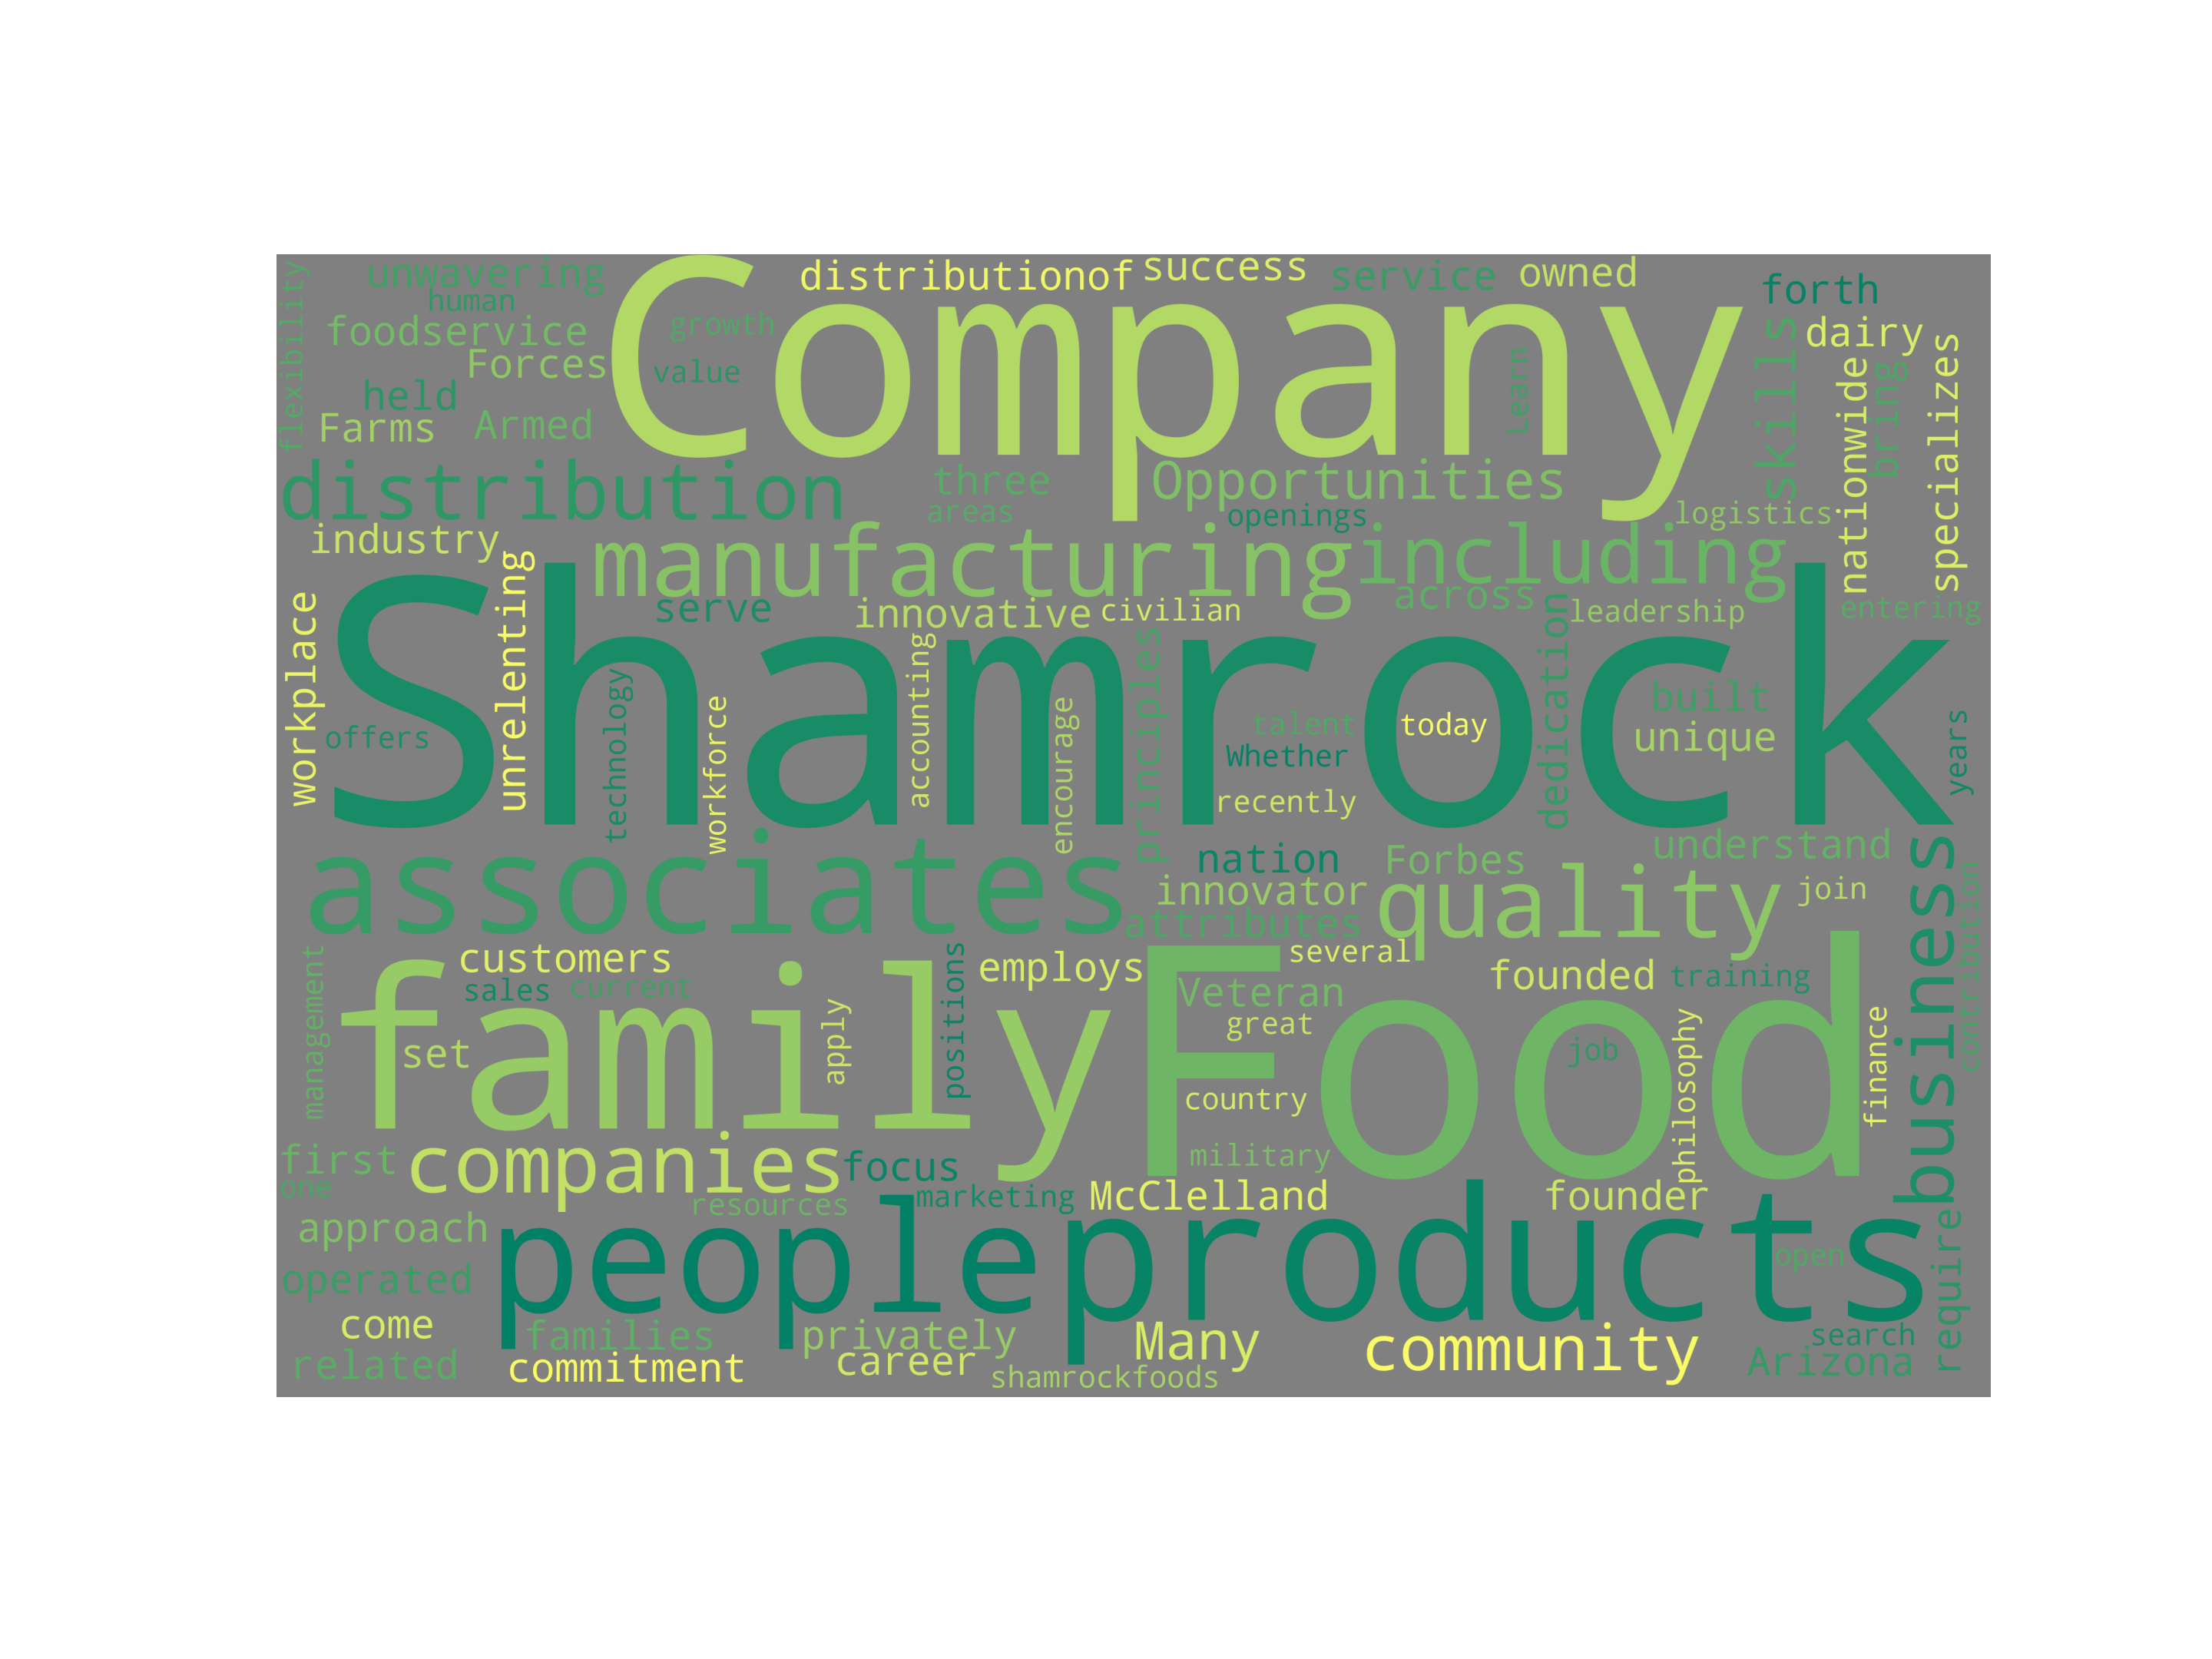 flexibility
unwavering
human
foodservice
Forces
held
Farms
Armed
Company
growth
value
distributionof
success
service
owned
Learn
forth
skills
dairy
nationwide
bring
specializes
distribution
three
areas
Opportunities
openings
logistics
industry
manufacturing
including
across
workplace
unrelenting
serve
innovative
civilian
dedication
leadership
entering
Shamrock
offers
technology
workforce
accounting
encourage
principles
talent
Whether
recently
today
built
unique
years
associates
nation
Forbes
understand
innovator
attributes
quality
join
business
contribution
management
customers
sales
current
family
set
apply
positions
employs
Food
Veteran
several
great
country
military
founded
training
job
philosophy
finance
first
one
companies
focus
resources
marketing
McClelland
founder
approach
operated
people
products
open
require
come
related
families
commitment
privately
career
shamrockfoods
Many
community
search
Arizona